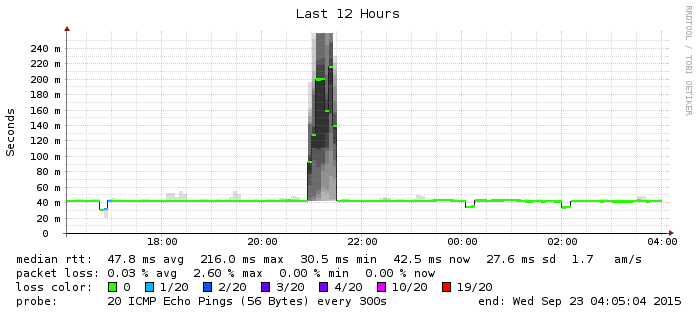 Last 12 Hours
RRDTOOL / TOBI OETIKER
Seconds
240 m
220 m
200 m
180 m
160 m
140 m
120 m
100 m
80 m
60 m
40 m
20 m
0
18:00 20:00 22:00 00:00 02:00 04:00
median rtt: 47.8 ms avg 216.0 ms max 30.5 ms min 42.5 ms now 27.6 ms sd 1.7 am/s
packet loss: 0.03 % avg 2.60 % max 0.00 % min 0.00 % now
loss color: 0 1/20 2/20 3/20 4/20 10/20 19/20
probe: 20 ICMP Echo Pings (56 Bytes) every 300s end: Wed Sep 23 04:05:04 2015